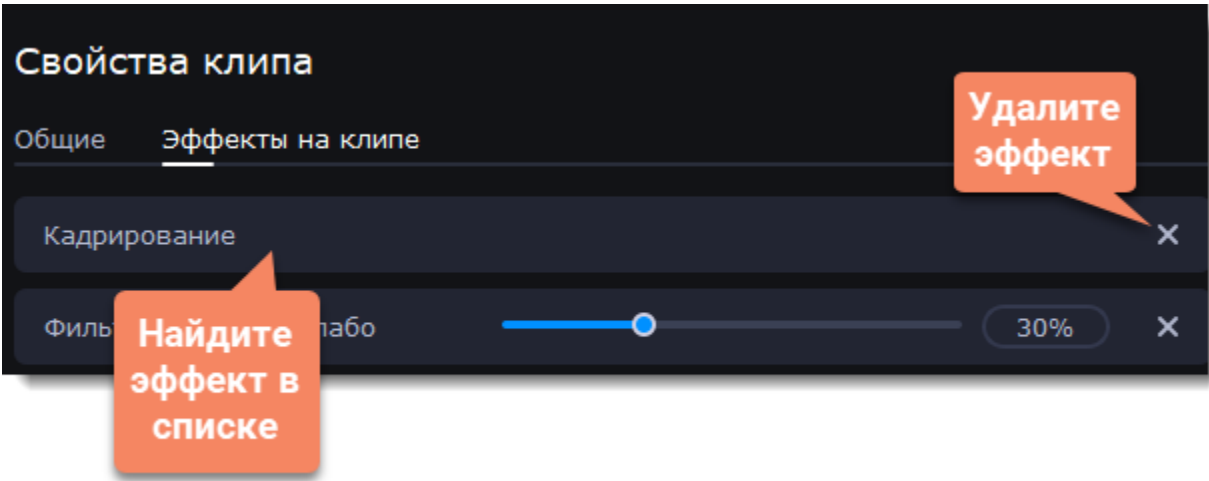 Свойства клипа
Удалите
эффект
Общие Эффекты на клипе
Кадрирование
Найдите
эффект в
списке
30%